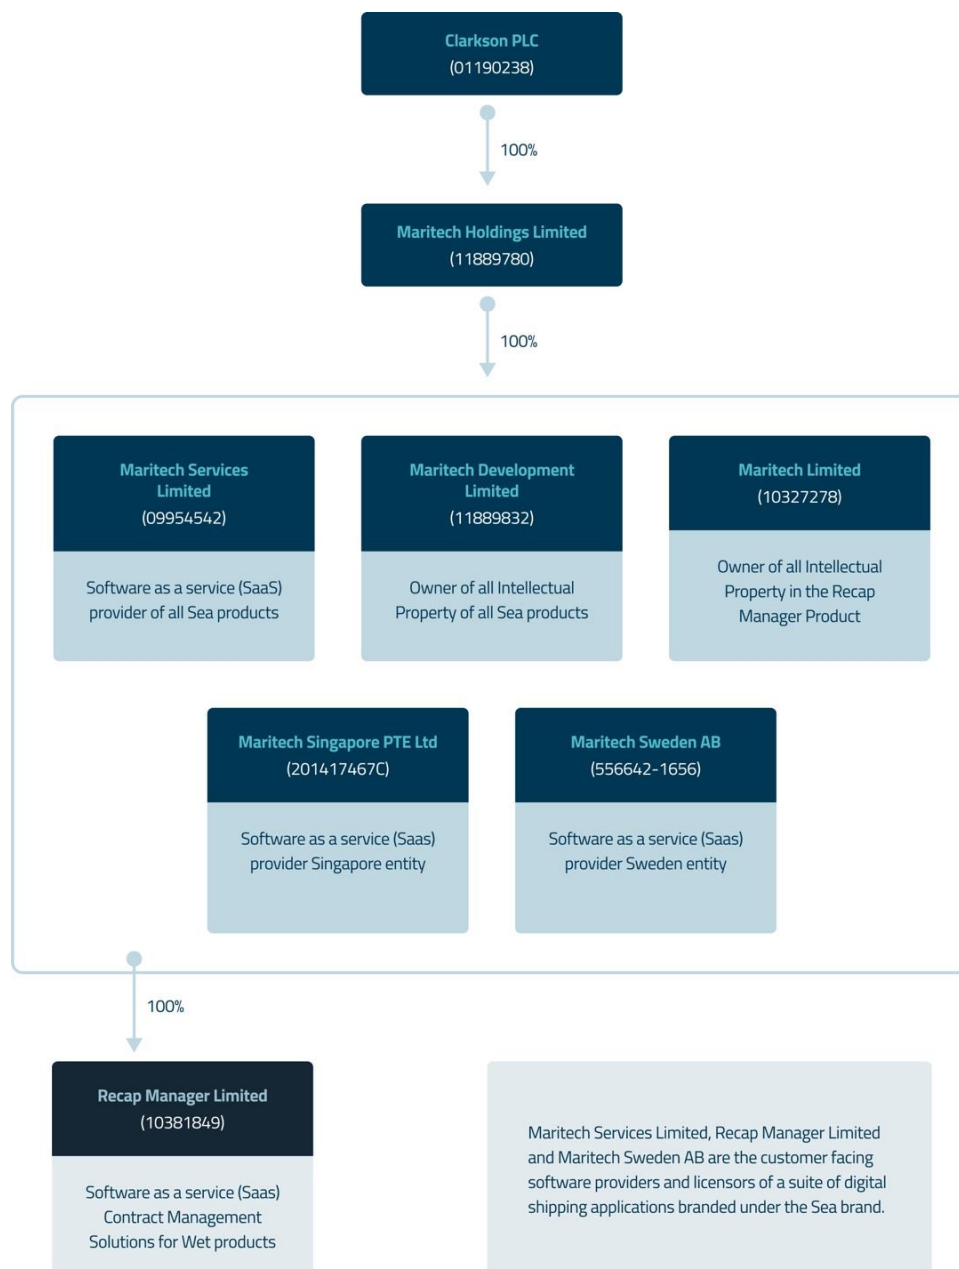 Clarkson PLC
(01190238)
100%
Maritech Holdings Limited
(11889780)
100%
Maritech Services
Limited
(09954542)
Software as a service (SaaS)
provider of all Sea products
Maritech Development
Limited
(11889832)
Owner of all Intellectual
Property of all Sea products
Maritech Limited
(10327278)
Owner of all Intellectual
Property in the Recap
Manager Product
Maritech Singapore PTE Ltd
(201417467C)
Software as a service (Saas)
provider Singapore entity
Maritech Sweden AB
(556642-1656)
Software as a service (Saas)
provider Sweden entity
100%
Recap Manager Limited
(10381849)
Software as a service (Saas)
Contract Management
Solutions for Wet products
Maritech Services Limited, Recap Manager Limited
and Maritech Sweden AB are the customer facing
software providers and licensors of a suite of digital
shipping applications branded under the Sea brand.